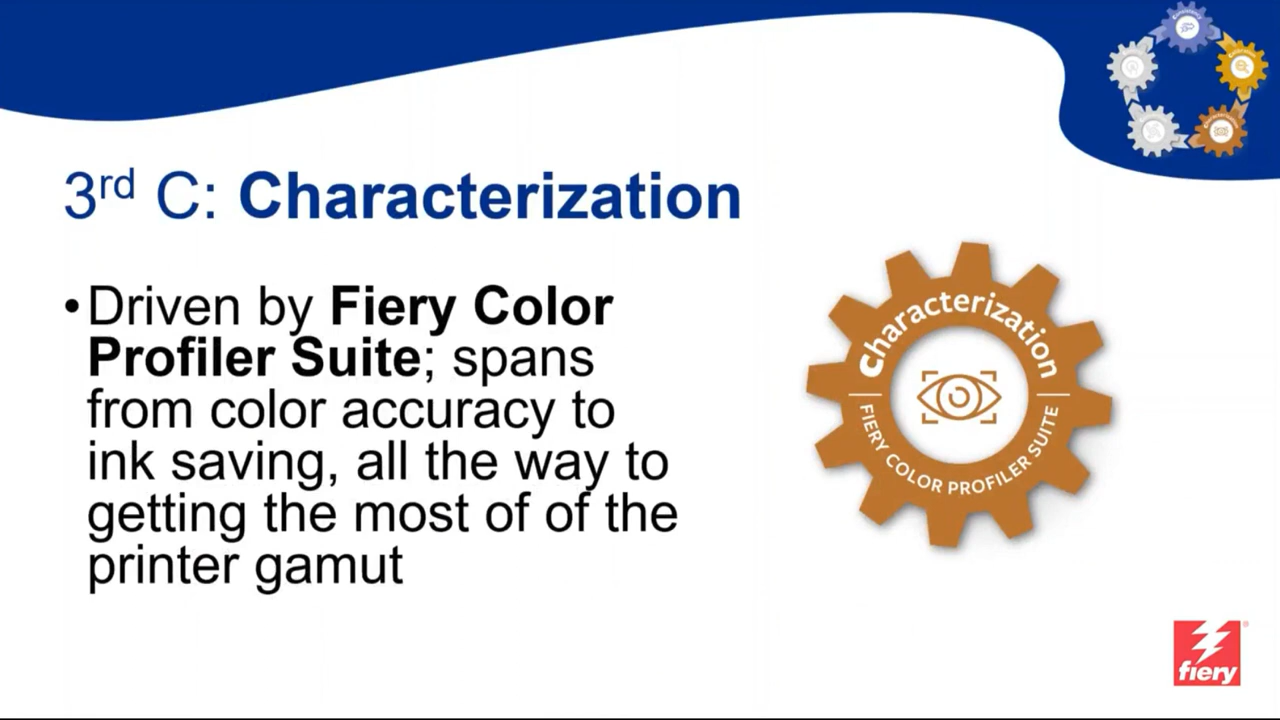 3rd C: Characterization
•Driven by Fiery Color
Profiler Suite; spans
from color accuracy to
ink saving, all the way to
getting the most of of the
printer gamut
Characterization
FIERY COLOR PROFILER SUITE
fiery